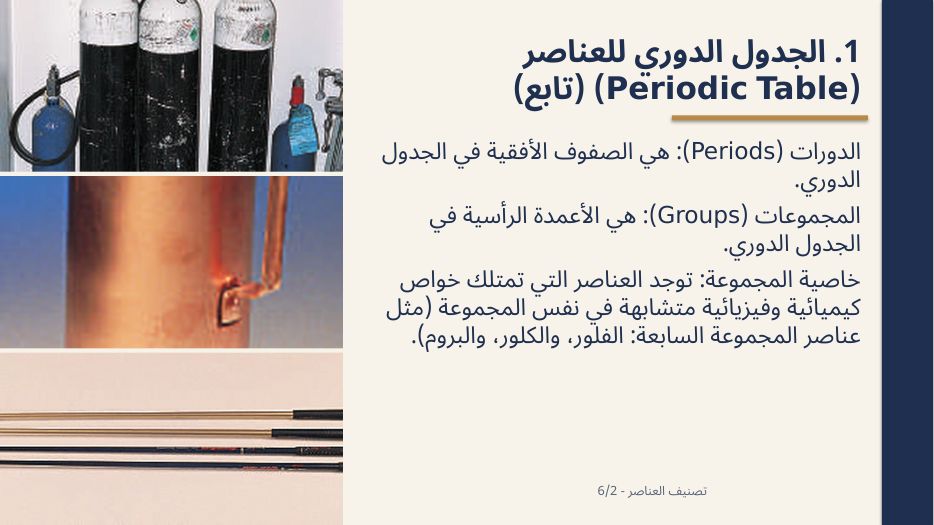 1. الجدول الدوري للعناصر
(Periodic Table) (تابع)
الدورات (Periods): هي الصفوف الأفقية في الجدول
الدوري.
المجموعات (Groups): هي الأعمدة الرأسية في
الجدول الدوري.
خاصية المجموعة: توجد العناصر التي تمتلك خواص
كيميائية وفيزيائية متشابهة في نفس المجموعة (مثل
عناصر المجموعة السابعة: الفلور، والكلور، والبروم).
تصنيف العناصر - 6/2